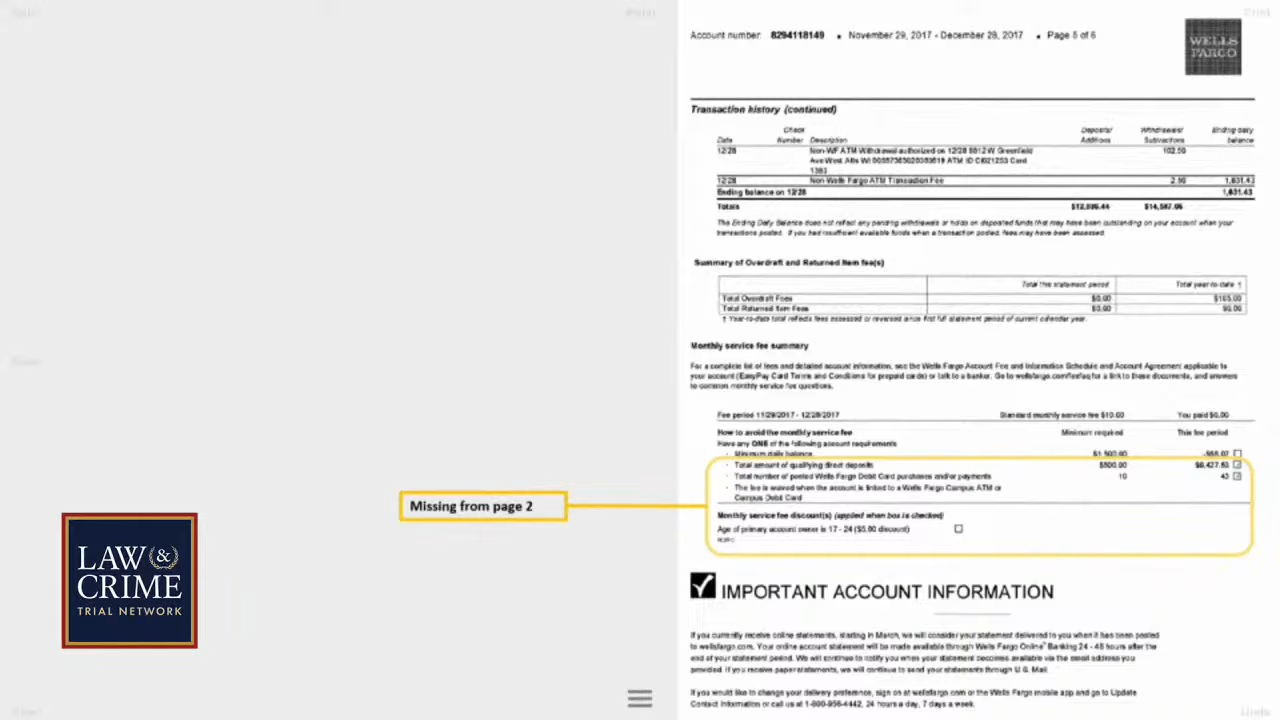 Account number: 8294118149 • November 29, 2017 - December 28, 2017 • Page 5 of 6
WELLS
FARGO
Transaction history (continued)
Check Deposits/ Withdrawals/ Ending daily
Date Number Description Additions Subtractions balance
12/28 Non-WF ATM Withdrawal authorized on 12/28 8812 W Greenfield 102.50
Ave West Allis WI ATM ID Card
1383
12/28 Non Wells Fargo ATM Transaction Fee 2.50 1,831.43
Ending balance on 12/28 1,831.43
Totals
The Ending Daily Balance does not reflect any pending withdrawals or holds on deposited funds that may have been outstanding on your account when your
transactions posted. If you had insufficient available funds when a transaction posted, fees may have been assessed.
Summary of Overdraft and Returned Item fee(s)
Total this statement period Total year-to-date †
Total Overdraft Fees $0.00 $105.00
Total Returned Item Fees $0.00
† Year-to-date total reflects fees assessed or reversed since first full statement period of current calendar year.
Monthly service fee summary
For a complete list of fees and detailed account information, see the Wells Fargo Account Fee and Information Schedule and Account Agreement applicable to
your account (EasyPay Card Terms and Conditions for prepaid cards) or talk to a banker. Go to wellsfargo.com/feefaq for a link to these documents, and answers
to common monthly service fee questions.
Fee period 11/29/2017 - 12/28/2017 Standard monthly service fee $10.00 You paid $0.00
How to avoid the monthly service fee Minimum required This fee period
Have any ONE of the following account requirements
· Minimum daily balance $1,500.00
· Total amount of qualifying direct deposits $500.00 $6,427.60
· Total number of posted Wells Fargo Debit Card purchases and/or payments 10 43
· The fee is waived when the account is linked to a Wells Fargo Campus ATM or
Campus Debit Card
Missing from page 2
Monthly service fee discount(s) (applied when box is checked)
Age of primary account owner is 17 - 24 ($5.00 discount)
LAW &
CRIME
TRIAL NETWORK
IMPORTANT ACCOUNT INFORMATION
If you currently receive online statements, starting in March, we will consider your statement delivered to you when it has been posted
to wellsfargo.com. Your online account statement will be made available through Wells Fargo Online® Banking 24 - 48 hours after the
end of your statement period. We will continue to notify you when your statement becomes available via the email address you
provided. If you receive paper statements, we will continue to send your statements through U.S. Mail.
If you would like to change your delivery preference, sign on at wellsfargo.com or the Wells Fargo mobile app and go to Update
Contact Information or call us at 1-800-956-4442, 24 hours a day, 7 days a week.